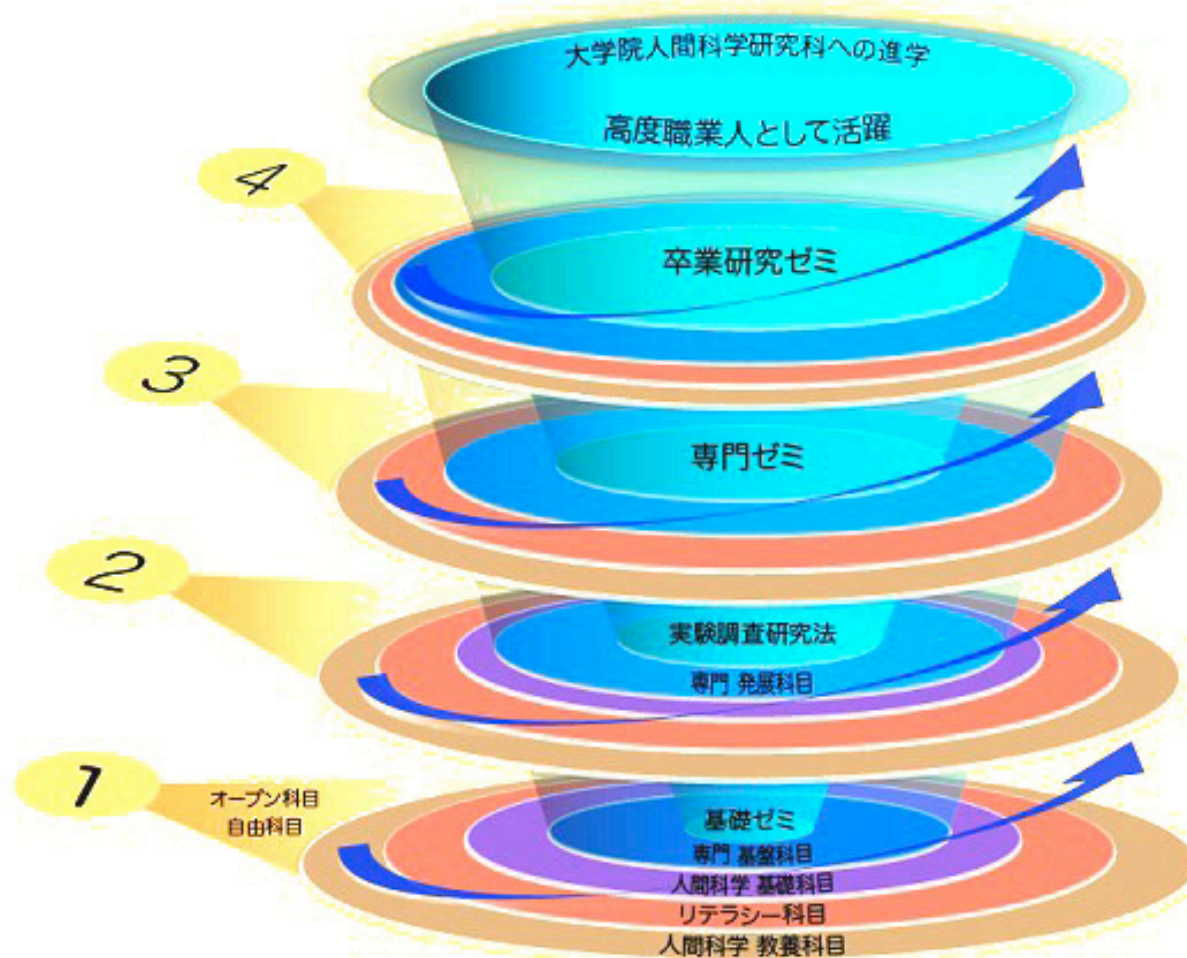 大学院人間科学研究科への進学
高度職業人として活躍
4
卒業研究ゼミ
3
専門ゼミ
2
実験調査研究法
専門 発展科目
1
オープン科目
自由科目
基礎ゼミ
専門 基盤科目
人間科学 基礎科目
リテラシー科目
人間科学 教養科目